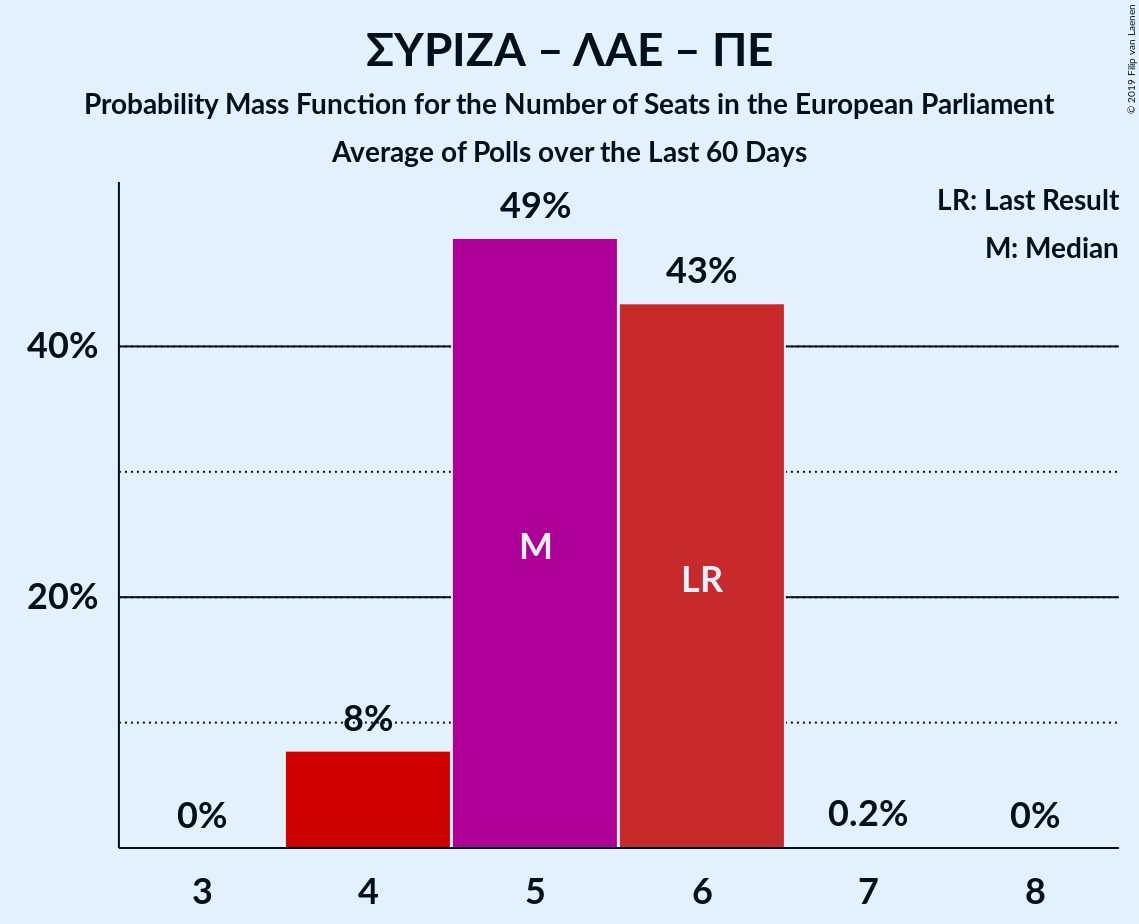 ΣΥΡΙΖΑ – ΛΑΕ – ΠΕ
Probability Mass Function for the Number of Seats in the European Parliament
Average of Polls over the Last 60 Days
© 2019 Filip van Laenen
LR: Last Result
M: Median
49%
43%
40%
M
LR
20%
8%
0%
0.2%
0%
3 4 5 6 7 8